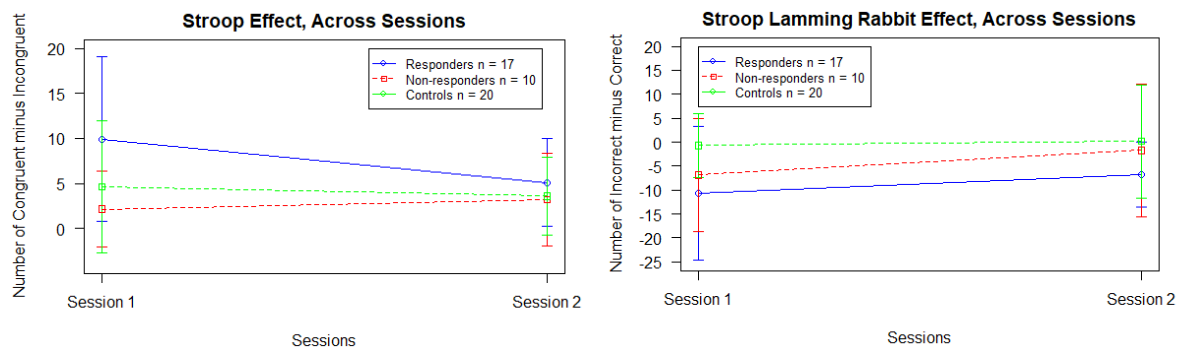 Stroop Effect, Across Sessions
Number of Congruent minus Incongruent
20
15
10
5
0
Responders n = 17
Non-responders n = 10
Controls n = 20
Session 1
Session 2
Sessions
Stroop Lamming Rabbit Effect, Across Sessions
Number of Incorrect minus Correct
20
15
10
5
0
-5
-10
-15
-20
-25
Responders n = 17
Non-responders n = 10
Controls n = 20
Session 1
Session 2
Sessions